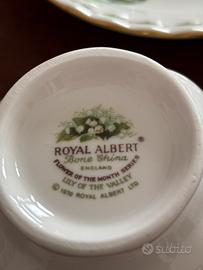 ROYAL ALBERT ®
Bone China
ENGLAND
FLOWER OF THE MONTH SERIES
LILY OF THE VALLEY
© 1970 ROYAL ALBERT LTD
subito